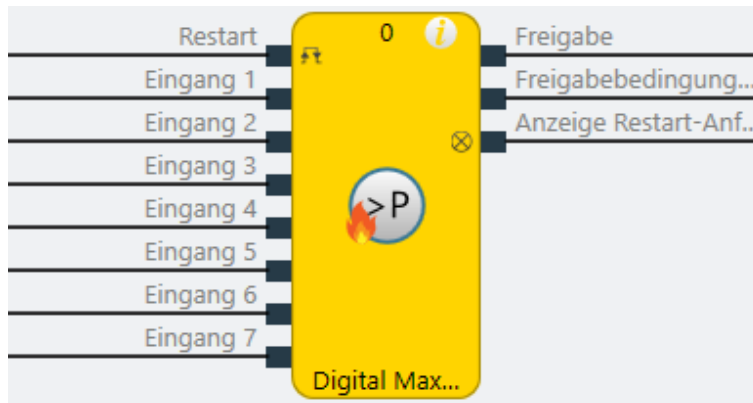 Restart
0
i
Freigabe
Eingang 1
Freigabebedingung...
Eingang 2
Anzeige Restart-Anf...
Eingang 3
Eingang 4
>P
Eingang 5
Eingang 6
Eingang 7
Digital Max...